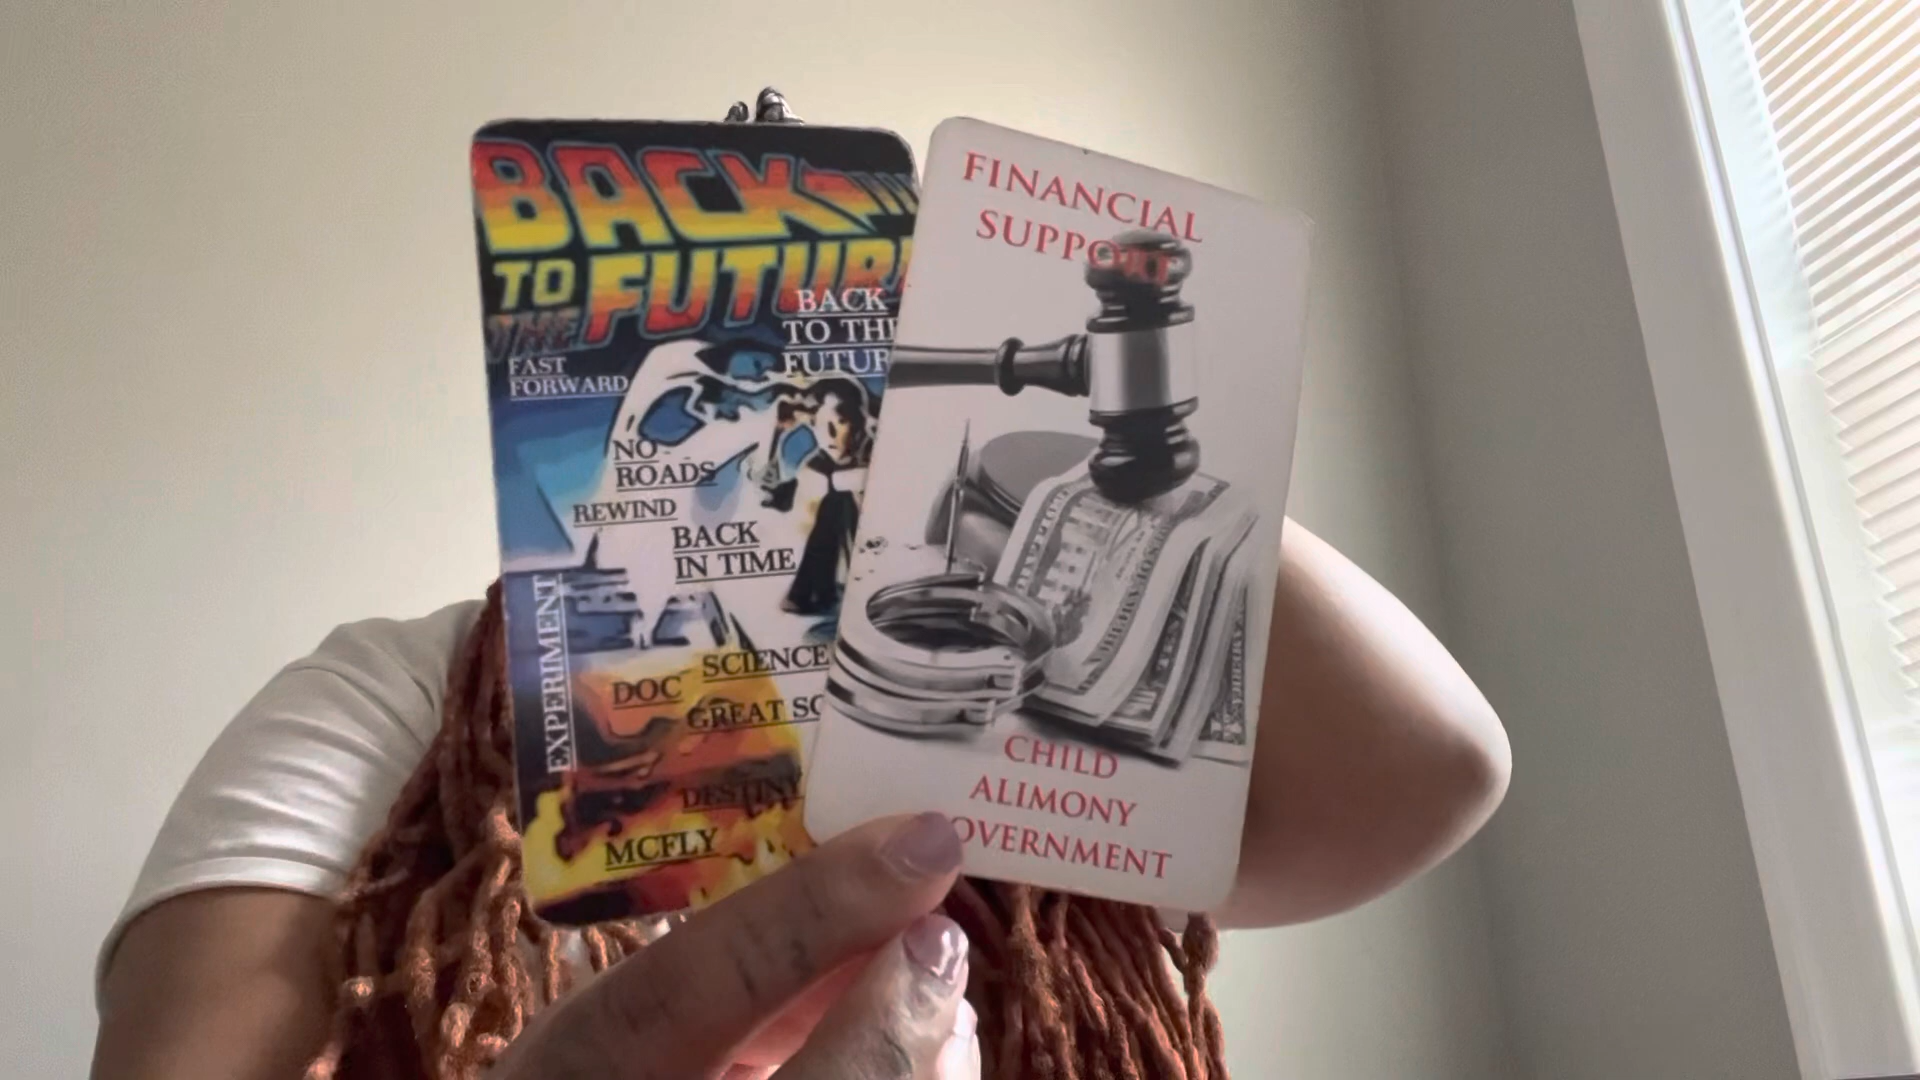 BACK
TO FUTURE
THE
BACK
TO THE
FUTUR
FAST
FORWARD
NO
ROADS
REWIND
BACK
IN TIME
EXPERIMENT
SCIENCE
DOC
GREAT SC
DESTINY
MCFLY
FINANCIAL
SUPPORT
CHILD
ALIMONY
OVERNMENT